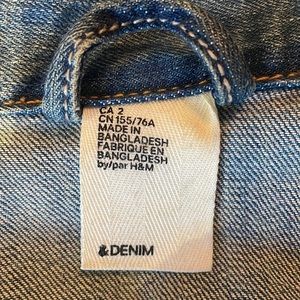 CA 2
CN 155/76A
MADE IN
BANGLADESH
FABRIQUE EN
BANGLADESH
by/par H&M
&DENIM